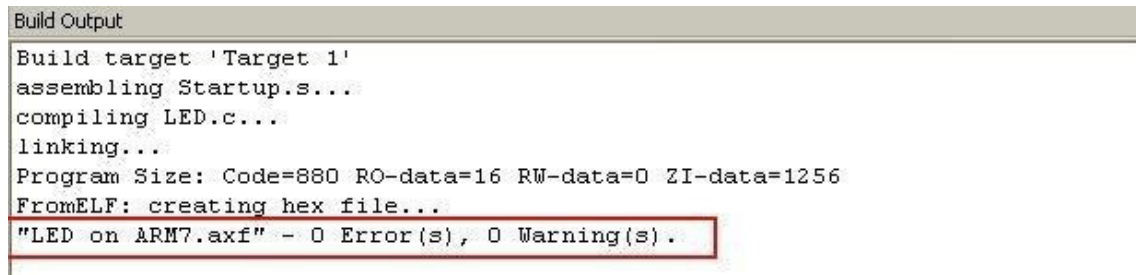 Build Output
Build target 'Target 1'
assembling Startup.s...
compiling LED.c...
linking...
Program Size: Code=880 RO-data=16 RW-data=0 ZI-data=1256
FromELF: creating hex file...
"LED on ARM7.axf" - 0 Error(s), 0 Warning(s).